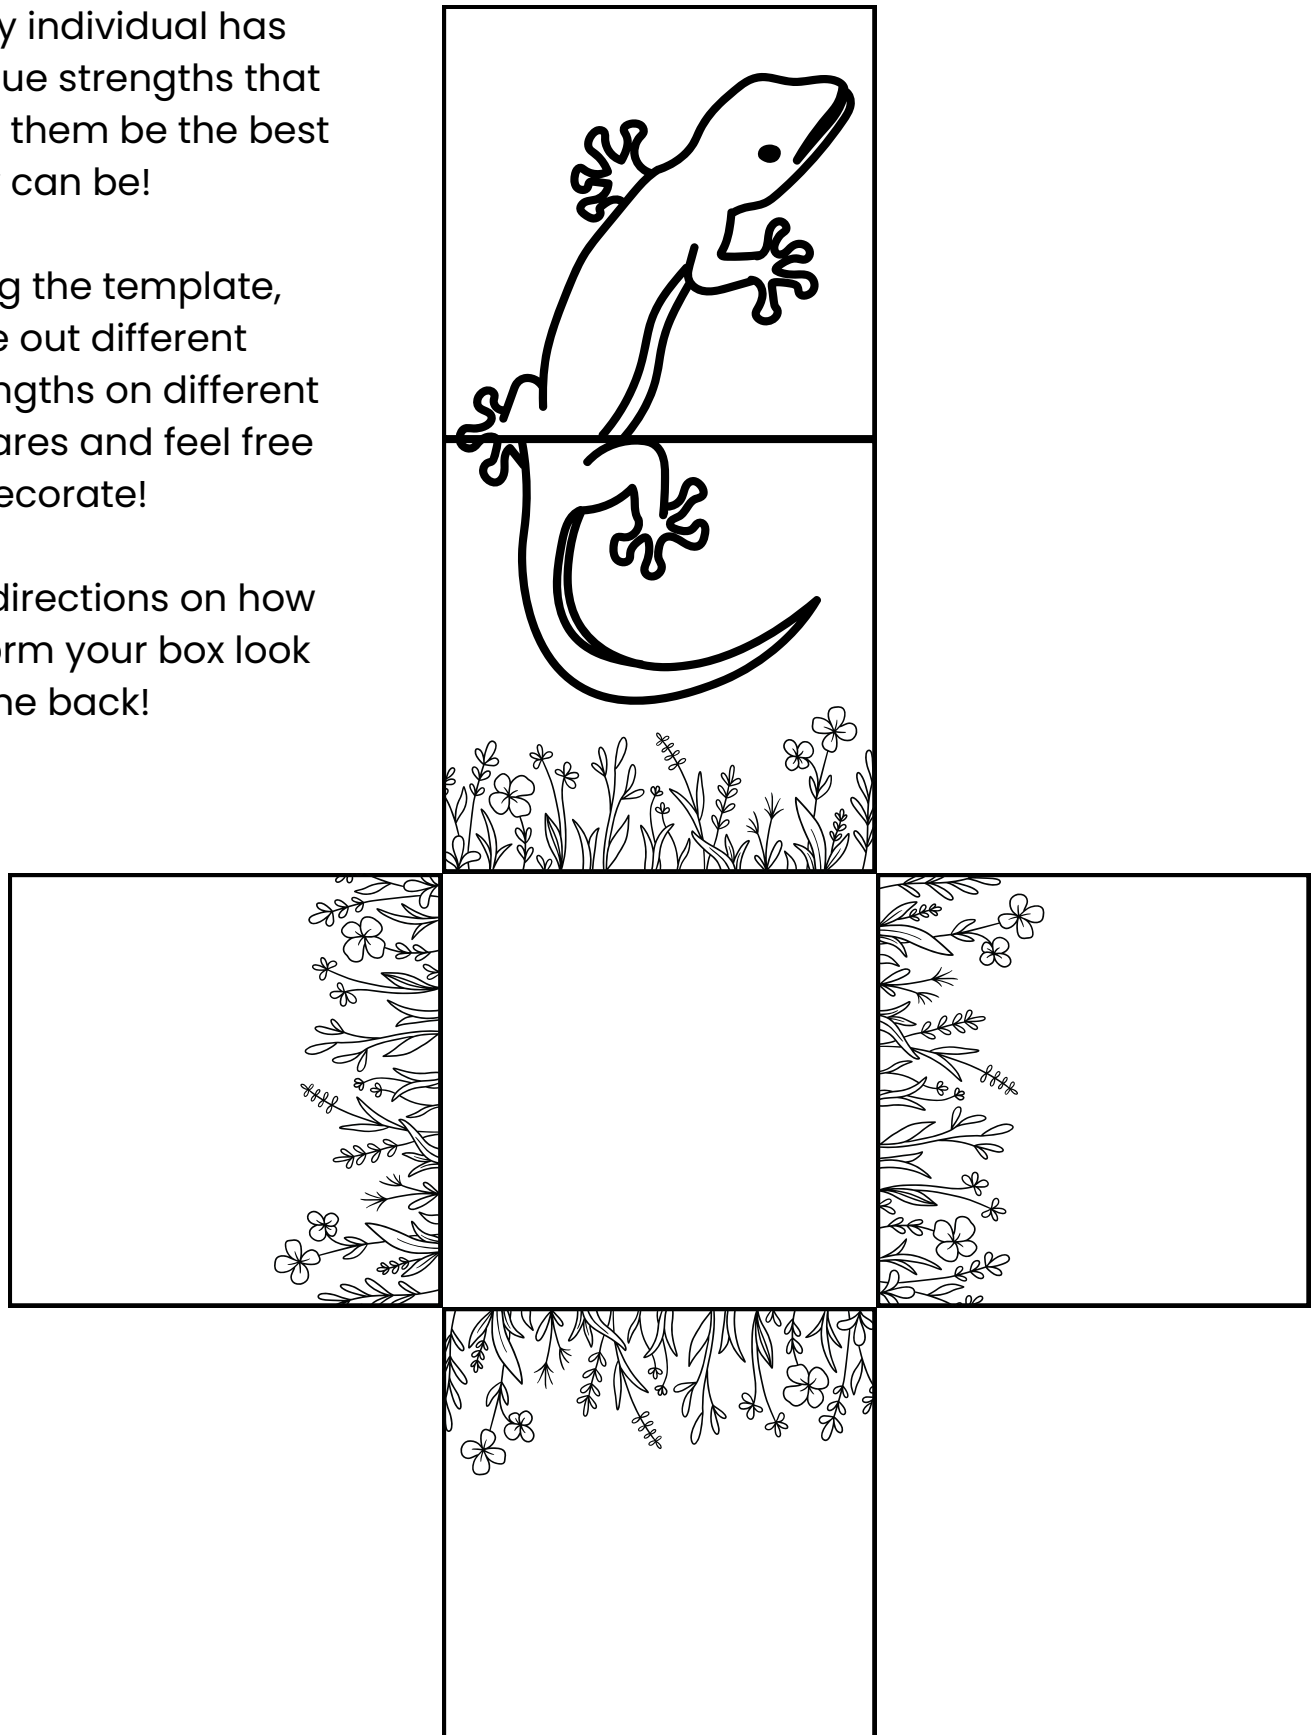 y individual has
ue strengths that
them be the best
can be!
g the template,
e out different
ngths on different
ares and feel free
ecorate!
directions on how
orm your box look
ne back!